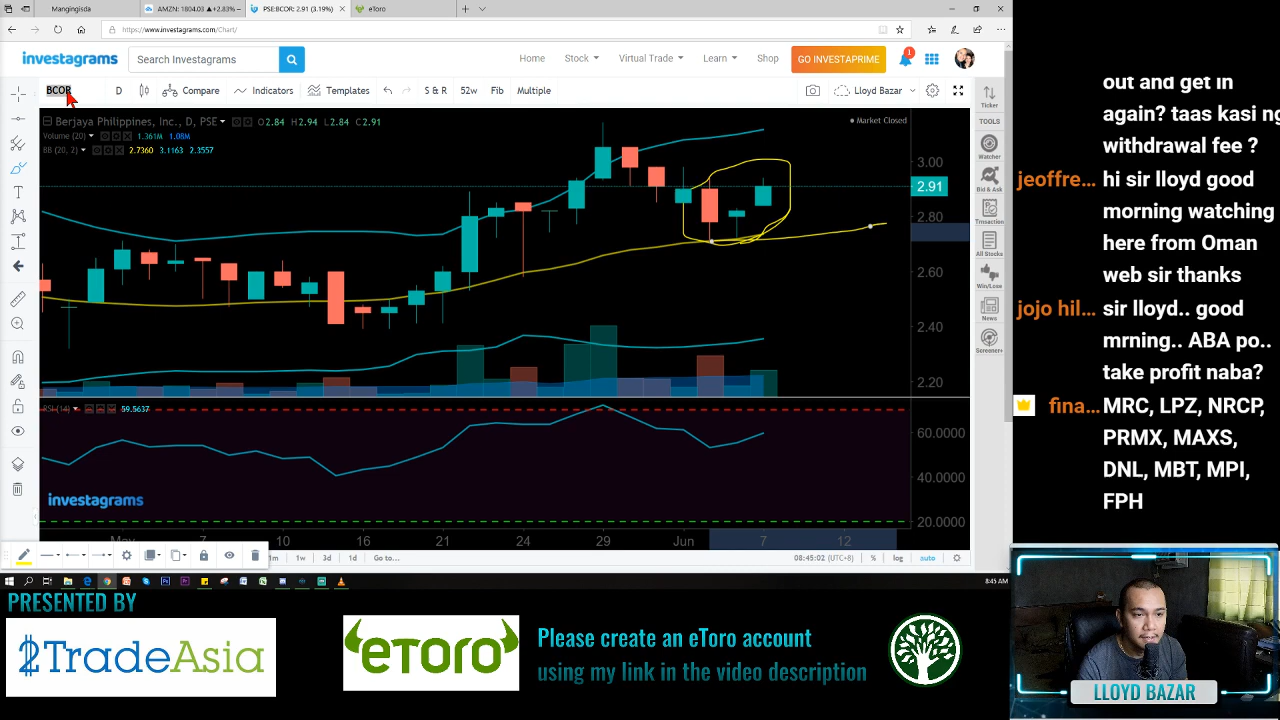 Mangingisda
AMZN: 1804.03 ▲+2.83% –
PSE:BCOR: 2.91 (3.19%)
eToro
https://www.investagrams.com/Chart/
investagrams
Search Investagrams
Home
Stock
Virtual Trade
Learn
Shop
GO INVESTAPRIME
1
BCOR
D
Compare
Indicators
Templates
S & R
52w
Fib
Multiple
Lloyd Bazar
Ticker
TOOLS
Watcher
Bid & Ask
Trnsaction
All Stocks
Win/Lose
News
Screener+
Berjaya Philippines, Inc., D, PSE
O2.84 H2.94 L2.84 C2.91
Market Closed
Volume (20) 1.361M 1.08M
BB (20, 2) 2.7360 3.1163 2.3557
3.00
2.91
2.80
2.60
2.40
2.20
RSI (14) 59.5637
60.0000
40.0000
20.0000
investagrams
May
7
10
16
21
24
29
Jun
7
12
1m
1w
3d
1d
Go to...
08:45:02 (UTC+8)
%
log
auto
8:45 AM
out and get in
again? taas kasi ng
withdrawal fee ?
jeoffre... hi sir lloyd good
morning watching
here from Oman
web sir thanks
jojo hil... sir lloyd.. good
mrning.. ABA po..
take profit naba?
fina... MRC, LPZ, NRCP,
PRMX, MAXS,
DNL, MBT, MPI,
FPH
PRESENTED BY
2TradeAsia
eToro
Please create an eToro account
using my link in the video description
LLOYD BAZAR